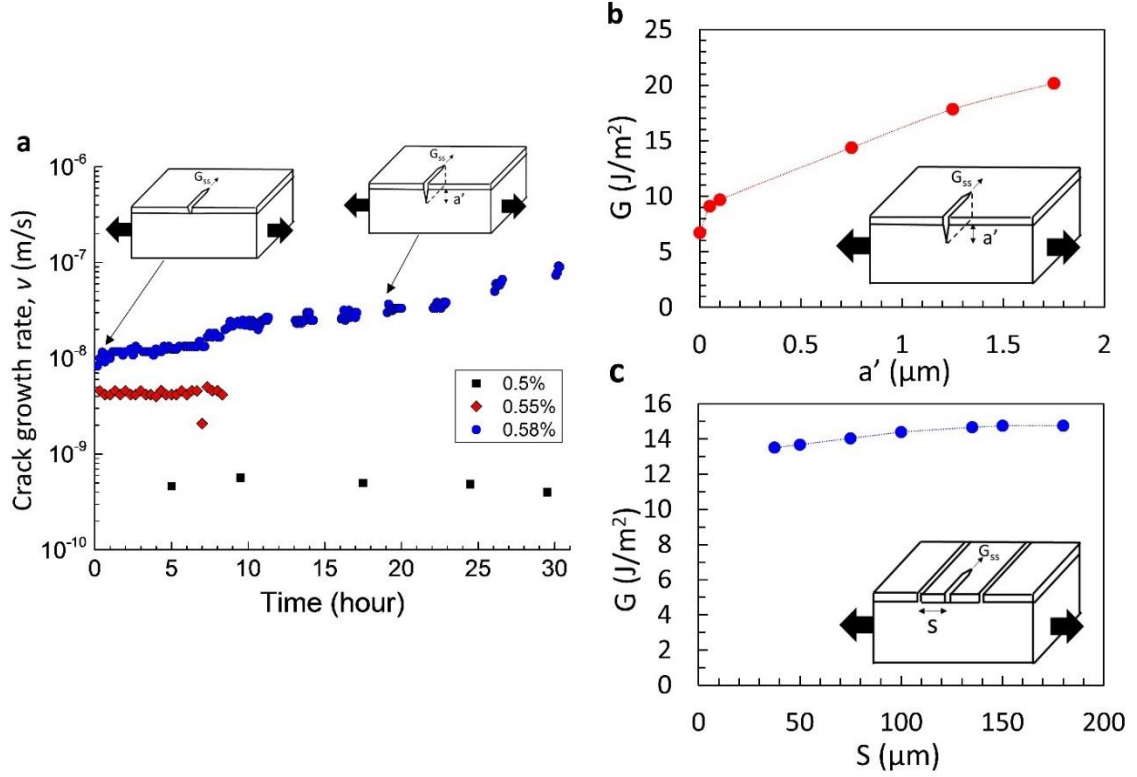 a
Crack growth rate, v (m/s)
10⁻⁶
10⁻⁷
10⁻⁸
10⁻⁹
10⁻¹⁰
0 5 10 15 20 25 30
Time (hour)
G_ss
G_ss
a'
0.5%
0.55%
0.58%
b
G (J/m²)
25
20
15
10
5
0
0 0.5 1 1.5 2
a' (μm)
G_ss
a'
c
G (J/m²)
16
14
12
10
8
6
4
2
0
0 50 100 150 200
S (μm)
G_ss
S